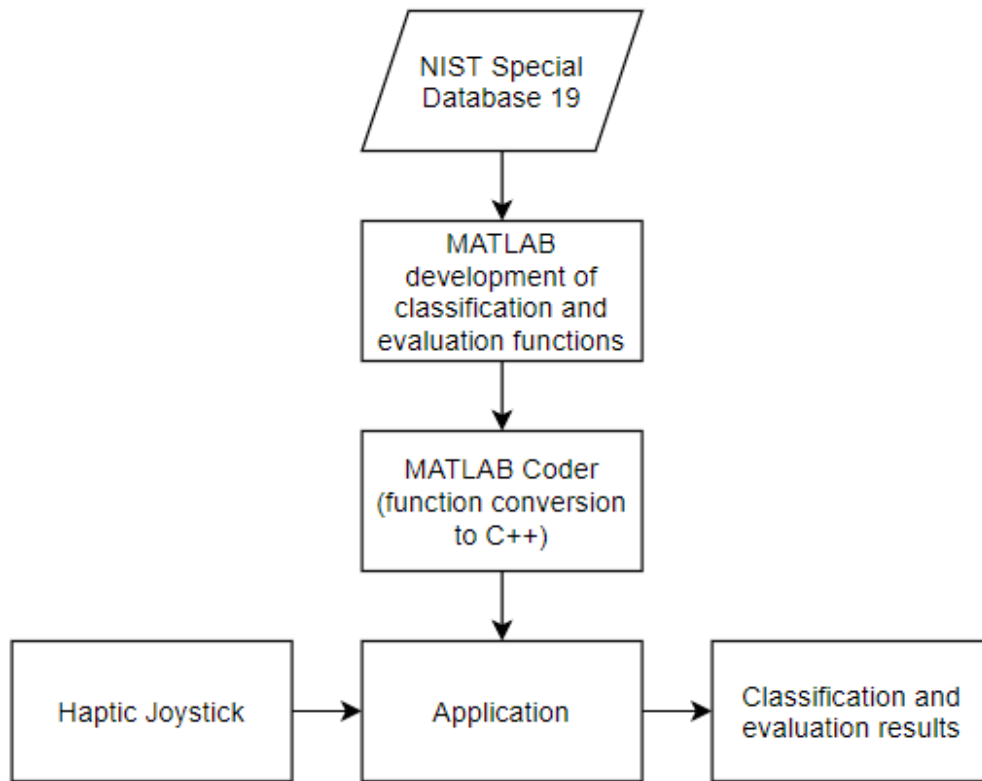 NIST Special
Database 19
MATLAB
development of
classification and
evaluation functions
MATLAB Coder
(function conversion
to C++)
Haptic Joystick
Application
Classification and
evaluation results